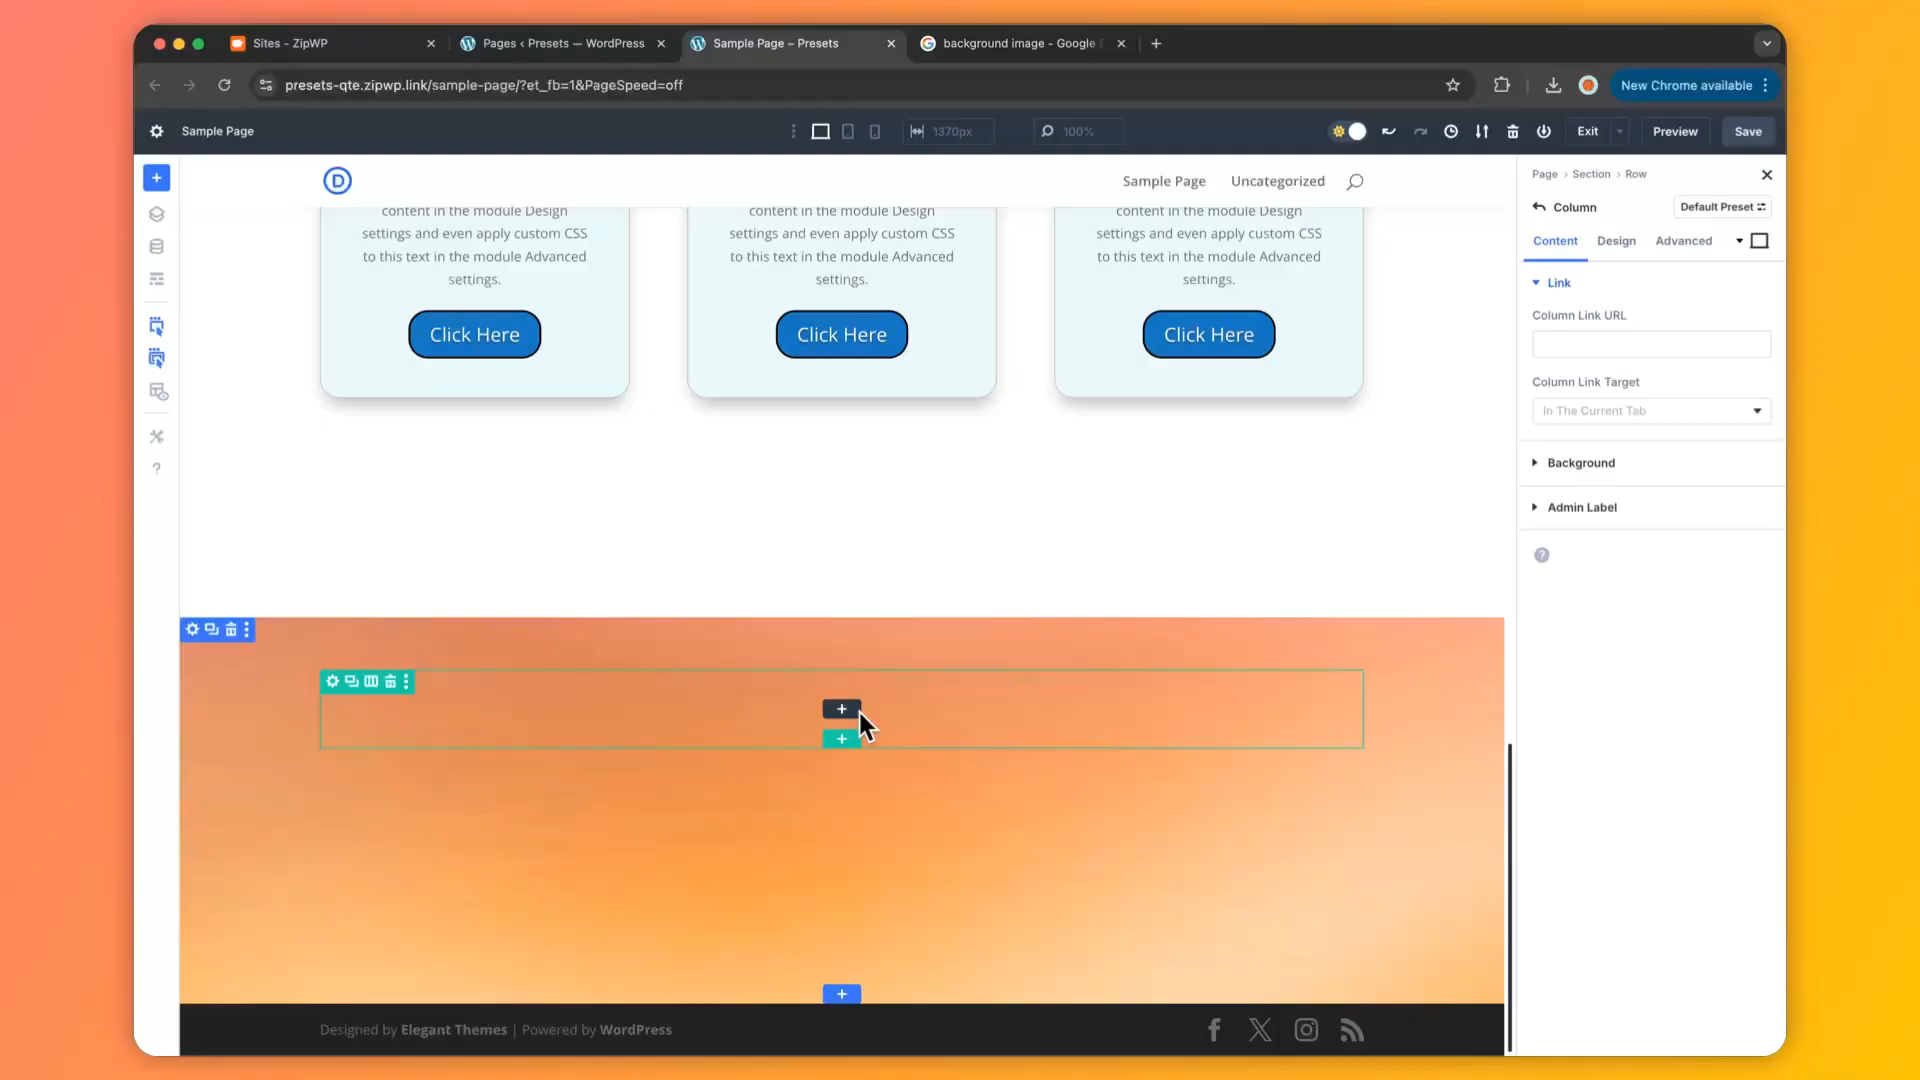 Sites - ZipWP
Pages ‹ Presets — WordPress
Sample Page – Presets
background image - Google
presets-qte.zipwp.link/sample-page/?et_fb=1&PageSpeed=off
New Chrome available
Sample Page
1370px
100%
Exit
Preview
Save
D
Sample Page
Uncategorized
content in the module Design
settings and even apply custom CSS
to this text in the module Advanced
settings.
Click Here
content in the module Design
settings and even apply custom CSS
to this text in the module Advanced
settings.
Click Here
content in the module Design
settings and even apply custom CSS
to this text in the module Advanced
settings.
Click Here
Page › Section › Row
Column
Default Preset
Content
Design
Advanced
Link
Column Link URL
Column Link Target
In The Current Tab
Background
Admin Label
Designed by Elegant Themes | Powered by WordPress